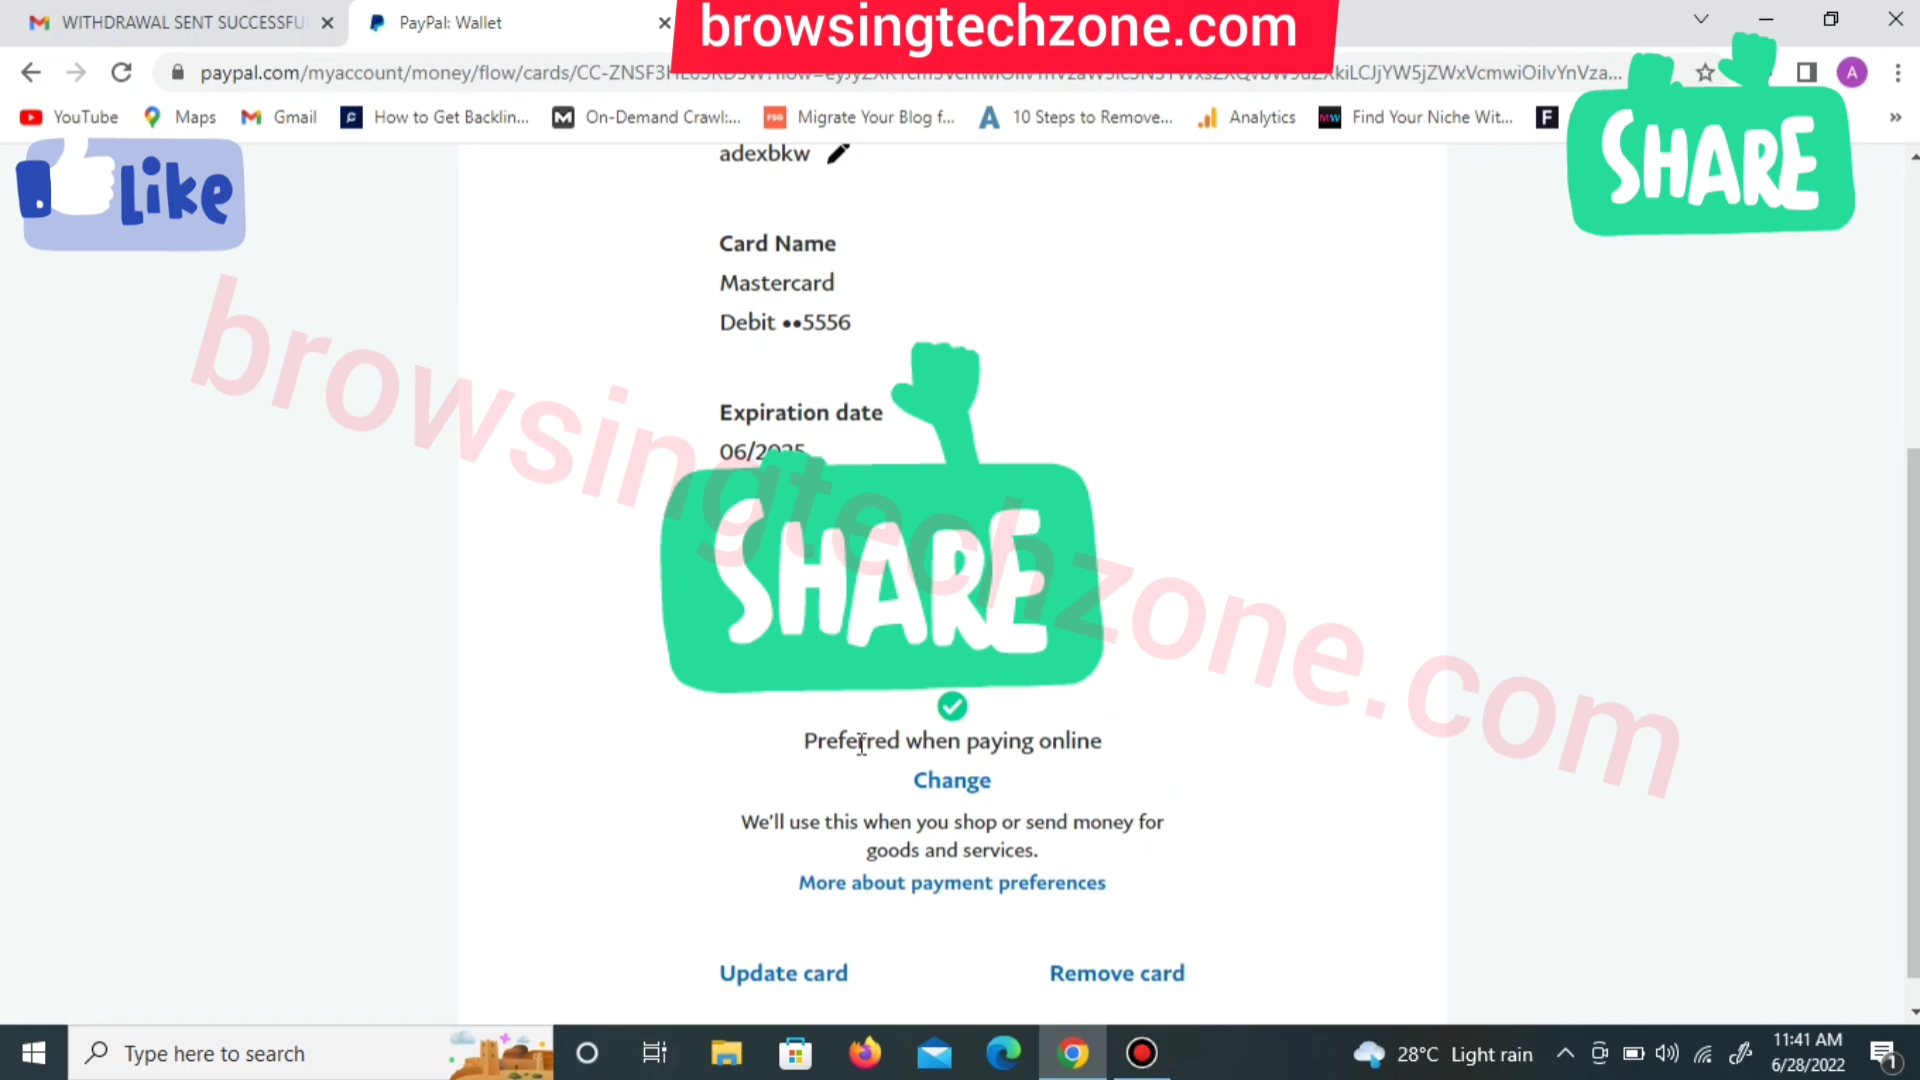 WITHDRAWAL SENT SUCCESSFU
PayPal: Wallet
browsingtechzone.com
YouTube
Maps
Gmail
How to Get Backlin...
On-Demand Crawl:...
Migrate Your Blog f...
10 Steps to Remove...
Analytics
Find Your Niche Wit...
A
Like
SHARE
adexbkw
Card Name
Mastercard
Debit ••5556
Expiration date
06/2025
SHARE
browsingtechzone.com
Preferred when paying online
Change
We'll use this when you shop or send money for
goods and services.
More about payment preferences
Update card
Remove card
Type here to search
28°C Light rain
11:41 AM
6/28/2022
1